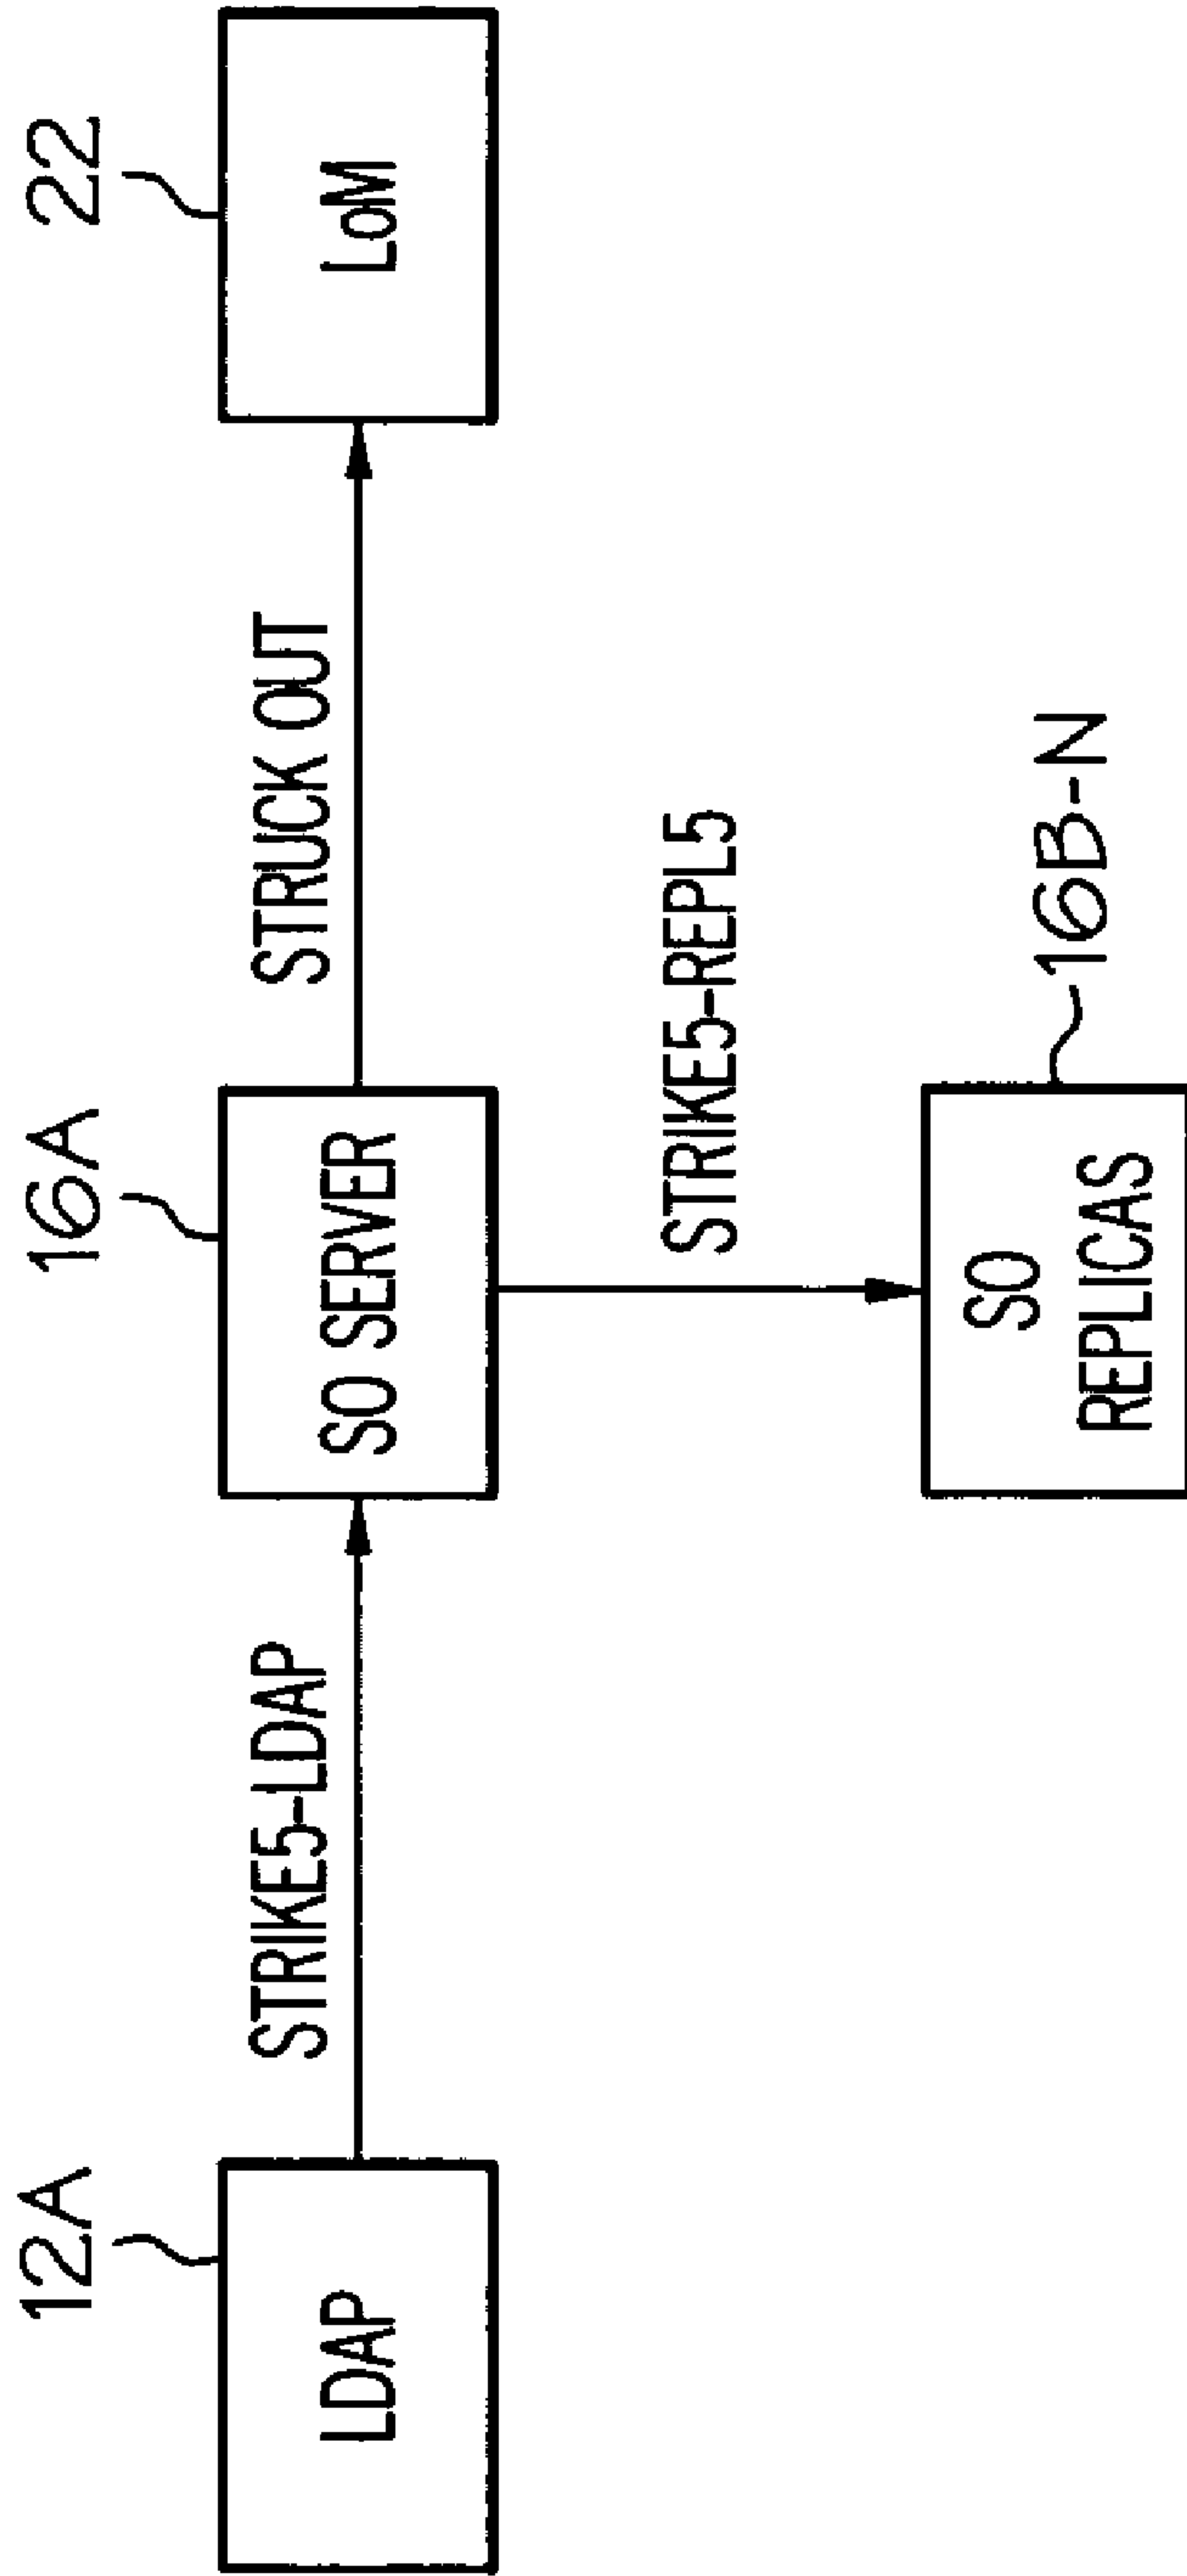 12A
16A
22
LDAP
STRIKE5-LDAP
SO SERVER
STRUCK OUT
LoM
STRIKE5-REPL5
SO
REPLICAS
16B-N